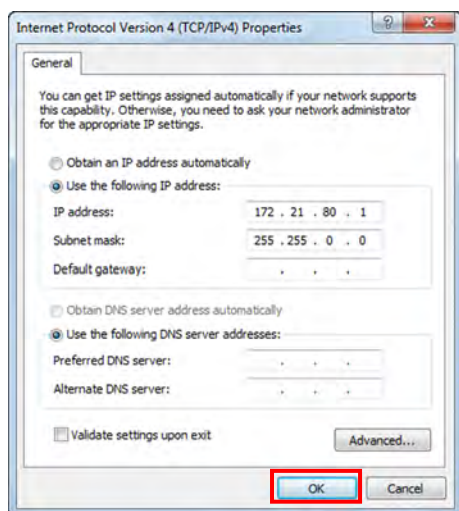 Internet Protocol Version 4 (TCP/IPv4) Properties
General
You can get IP settings assigned automatically if your network supports
this capability. Otherwise, you need to ask your network administrator
for the appropriate IP settings.
Obtain an IP address automatically
Use the following IP address:
IP address: 172 . 21 . 80 . 1
Subnet mask: 255 . 255 . 0 . 0
Default gateway: . . .
Obtain DNS server address automatically
Use the following DNS server addresses:
Preferred DNS server: . . .
Alternate DNS server: . . .
Validate settings upon exit
Advanced...
OK Cancel